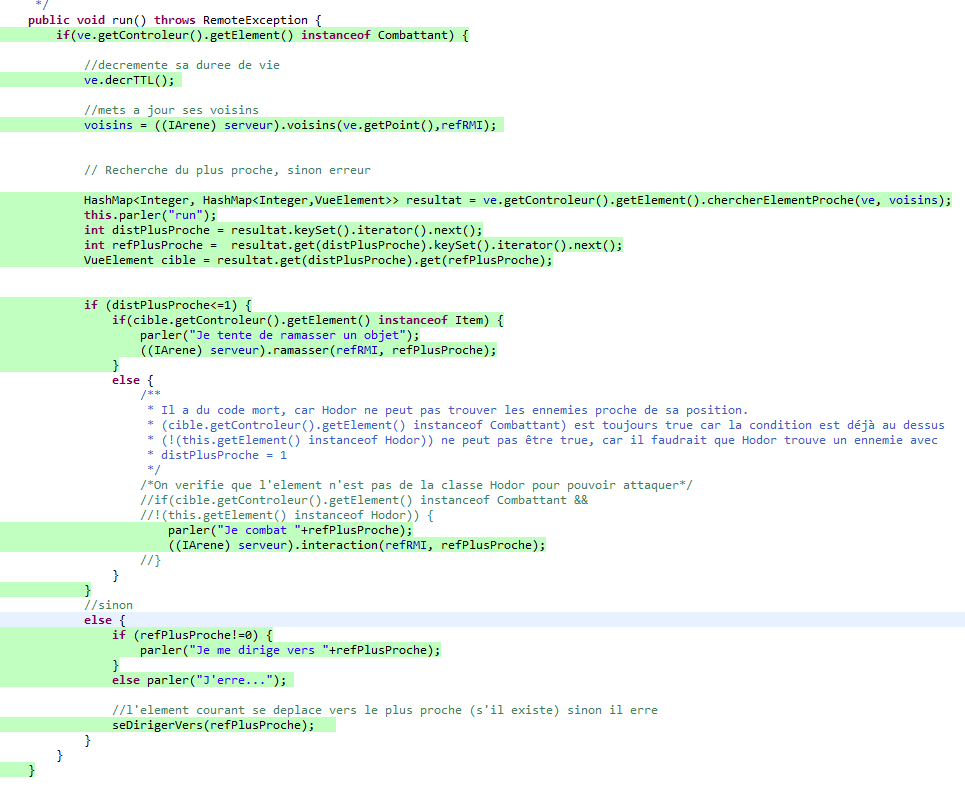 */
public void run() throws RemoteException {
if(ve.getControleur().getElement() instanceof Combattant) {
//decremente sa duree de vie
ve.decrTTL();
//mets a jour ses voisins
voisins = ((IArene) serveur).voisins(ve.getPoint(),refRMI);
// Recherche du plus proche, sinon erreur
HashMap<Integer, HashMap<Integer,VueElement>> resultat = ve.getControleur().getElement().chercherElementProche(ve, voisins);
this.parler("run");
int distPlusProche = resultat.keySet().iterator().next();
int refPlusProche =  resultat.get(distPlusProche).keySet().iterator().next();
VueElement cible = resultat.get(distPlusProche).get(refPlusProche);
if (distPlusProche<=1) {
if(cible.getControleur().getElement() instanceof Item) {
parler("Je tente de ramasser un objet");
((IArene) serveur).ramasser(refRMI, refPlusProche);
}
else {
/**
* Il a du code mort, car Hodor ne peut pas trouver les ennemies proche de sa position.
* (cible.getControleur().getElement() instanceof Combattant) est toujours true car la condition est déjà au dessus
* (!(this.getElement() instanceof Hodor)) ne peut pas être true, car il faudrait que Hodor trouve un ennemie avec
* distPlusProche = 1
*/
/*On verifie que l'element n'est pas de la classe Hodor pour pouvoir attaquer*/
//if(cible.getControleur().getElement() instanceof Combattant &&
//!(this.getElement() instanceof Hodor)) {
parler("Je combat "+refPlusProche);
((IArene) serveur).interaction(refRMI, refPlusProche);
//}
}
}
//sinon
else {
if (refPlusProche!=0) {
parler("Je me dirige vers "+refPlusProche);
}
else parler("J'erre...");
//l'element courant se deplace vers le plus proche (s'il existe) sinon il erre
seDirigerVers(refPlusProche);
}
}
}